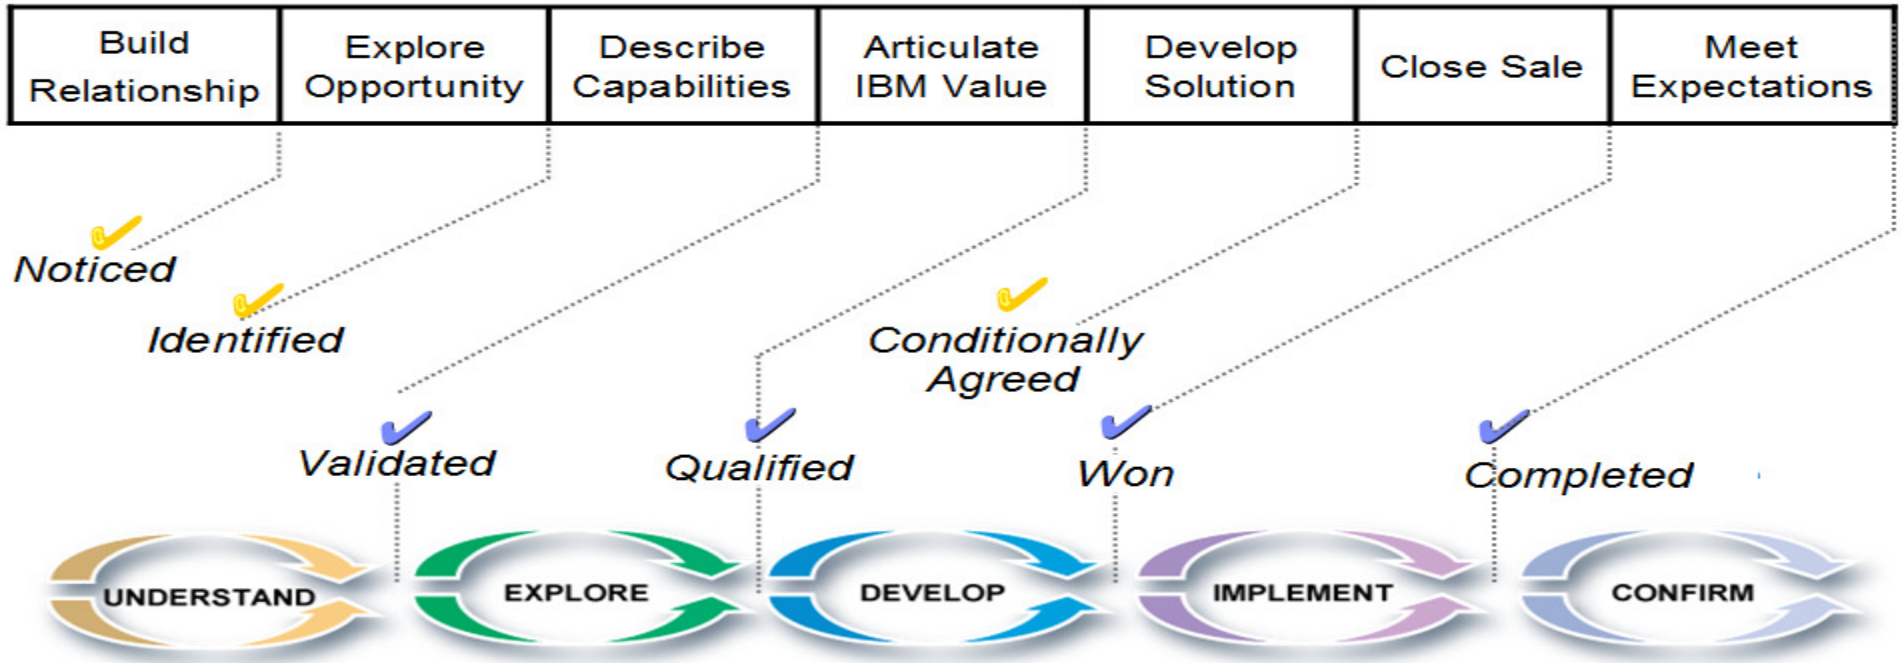 Build
Relationship
Explore
Opportunity
Describe
Capabilities
Articulate
IBM Value
Develop
Solution
Close Sale
Meet
Expectations
Noticed
Identified
Conditionally
Agreed
Validated
Qualified
Won
Completed
UNDERSTAND
EXPLORE
DEVELOP
IMPLEMENT
CONFIRM